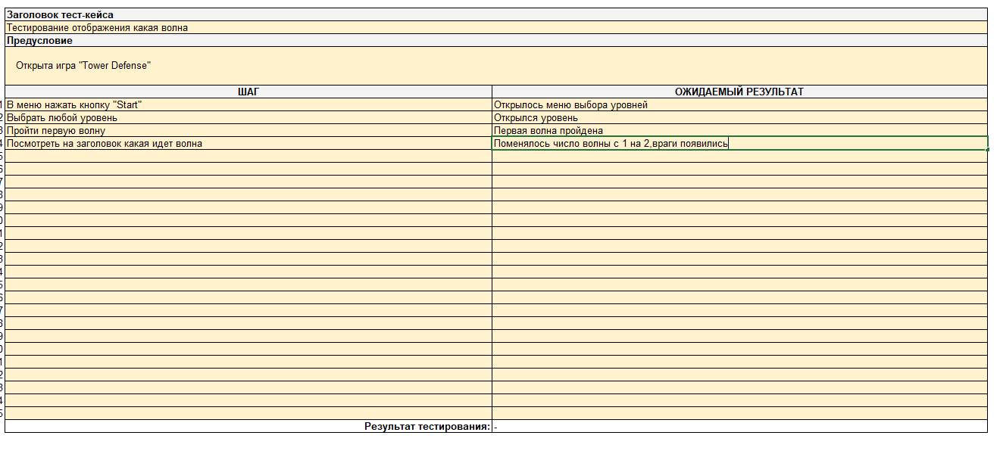 Заголовок тест-кейса
Тестирование отображения какая волна
Предусловие
Открыта игра "Tower Defense"
ШАГ ОЖИДАЕМЫЙ РЕЗУЛЬТАТ
1 В меню нажать кнопку "Start" Открылось меню выбора уровней
2 Выбрать любой уровень Открылся уровень
3 Пройти первую волну Первая волна пройдена
4 Посмотреть на заголовок какая идет волна Поменялось число волны с 1 на 2,враги появились
5
6
7
8
9
0
1
2
3
4
5
6
7
8
9
0
1
2
3
4
5
Результат тестирования: -